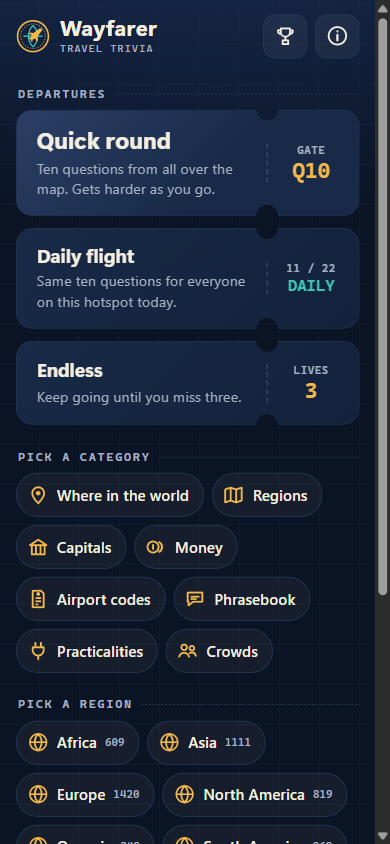 Wayfarer
TRAVEL TRIVIA
DEPARTURES
Quick round
Ten questions from all over the
map. Gets harder as you go.
GATE
Q10
Daily flight
Same ten questions for everyone
on this hotspot today.
11 / 22
DAILY
Endless
Keep going until you miss three.
LIVES
3
PICK A CATEGORY
Where in the world
Regions
Capitals
Money
Airport codes
Phrasebook
Practicalities
Crowds
PICK A REGION
Africa 609
Asia 1111
Europe 1420
North America 819